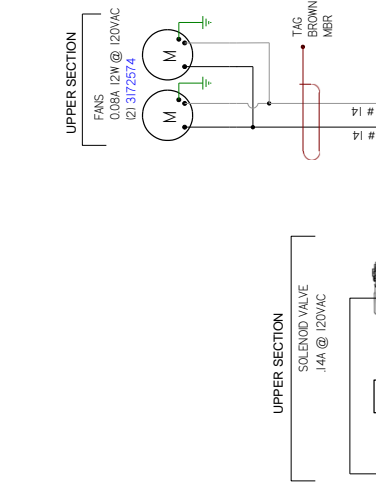 UPPER SECTION
FANS
0.08A 12W @ 120VAC
(2) 3172574
M
M
TAG
BROWN
MBR
# 14
# 14
UPPER SECTION
SOLENOID VALVE
.14A @ 120VAC